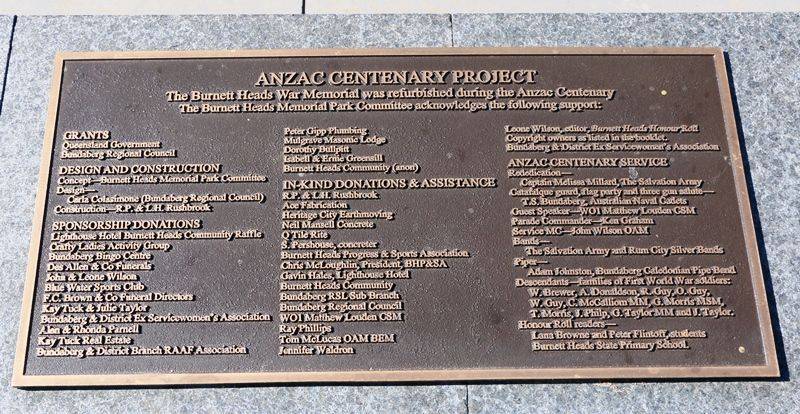 ANZAC CENTENARY PROJECT
The Burnett Heads War Memorial was refurbished during the Anzac Centenary
The Burnett Heads Memorial Park Committee acknowledges the following support:
GRANTS
Queensland Government
Bundaberg Regional Council
DESIGN AND CONSTRUCTION
Concept—Burnett Heads Memorial Park Committee
Design—
Carla Colasimone (Bundaberg Regional Council)
Construction—R.P. & L.H. Rushbrook
SPONSORSHIP DONATIONS
Lighthouse Hotel Burnett Heads Community Raffle
Crafty Ladies Activity Group
Bundaberg Bingo Centre
Des Allen & Co Funerals
John & Leone Wilson
Blue Water Sports Club
F.C. Brown & Co Funeral Directors
Kay Tuck & Julie Taylor
Bundaberg & District Ex Servicewomen's Association
Alan & Rhonda Parnell
Kay Tuck Real Estate
Bundaberg & District Branch RAAF Association
Peter Gipp Plumbing
Mulgrave Masonic Lodge
Dorothy Bullpitt
Isabell & Ernie Greensill
Burnett Heads Community (anon)
IN-KIND DONATIONS & ASSISTANCE
R.P. & L.H. Rushbrook
Ace Fabrication
Heritage City Earthmoving
Neil Mansell Concrete
Q Tile Rite
S. Pershouse, concreter
Burnett Heads Progress & Sports Association
Chris McLoughlin, President, BHP&SA
Gavin Hales, Lighthouse Hotel
Burnett Heads Community
Bundaberg RSL Sub Branch
Bundaberg Regional Council
WO1 Matthew Louden CSM
Ray Phillips
Tom McLucas OAM BEM
Jennifer Waldron
Leone Wilson, editor, Burnett Heads Honour Roll
Copyright owners as listed in the booklet.
Bundaberg & District Ex Servicewomen's Association
ANZAC CENTENARY SERVICE
Rededication—
Captain Melissa Millard, The Salvation Army
Catafalque guard, flag party and three gun salute—
T.S. Bundaberg, Australian Naval Cadets
Guest Speaker—WO1 Matthew Louden CSM
Parade Commander—Ken Graham
Service MC—John Wilson OAM
Bands—
The Salvation Army and Rum City Silver Bands
Piper—
Adam Johnston, Bundaberg Caledonian Pipe Band
Descendants—families of First World War soldiers:
W. Brewer, A. Donaldson, R. Guy, O. Guy,
W. Guy, C. McCalliom MM, G. Morris MSM,
T. Morris, J. Philp, G. Taylor MM and J. Taylor.
Honour Roll readers—
Lana Browne and Peter Flintoff, students
Burnett Heads State Primary School.